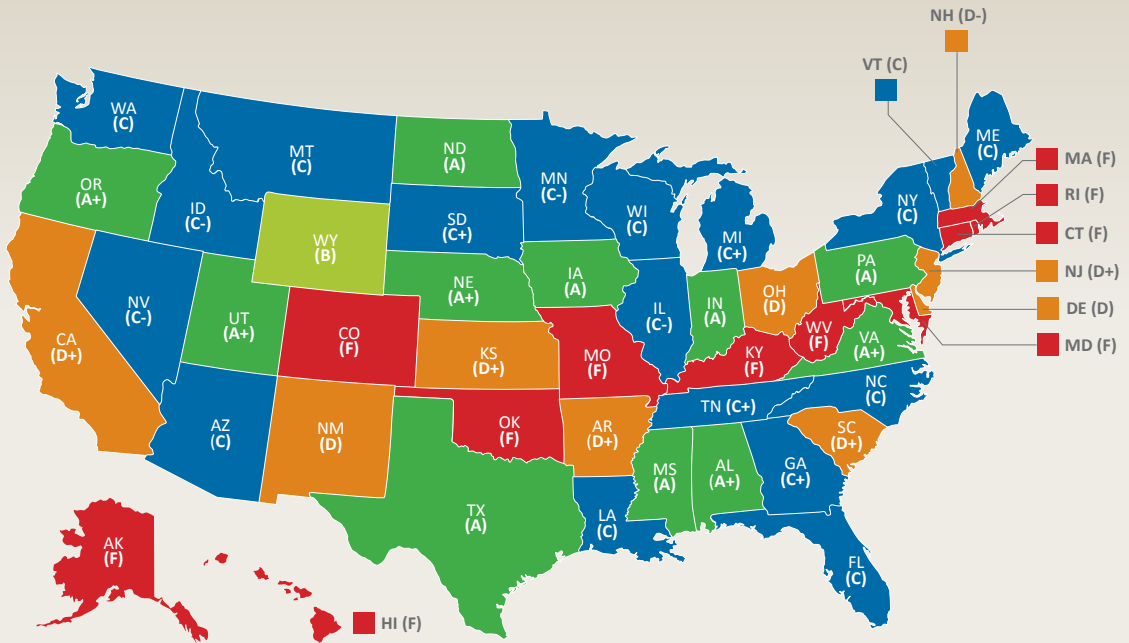 NH (D-)
VT (C)
WA
(C)
MT
(C)
ND
(A)
MN
(C-)
ME
(C)
MA (F)
OR
(A+)
ID
(C-)
SD
(C+)
WI
(C)
NY
(C)
RI (F)
WY
(B)
MI
(C+)
CT (F)
PA
(A)
NJ (D+)
NV
(C-)
NE
(A+)
IA
(A)
OH
(D)
IN
(A)
IL
(C-)
DE (D)
UT
(A+)
CA
(D+)
CO
(F)
KS
(D+)
MO
(F)
KY
(F)
WV
(F)
VA
(A+)
MD (F)
NC
(C)
TN (C+)
AZ
(C)
NM
(D)
OK
(F)
AR
(D+)
SC
(D+)
MS
(A)
AL
(A+)
GA
(C+)
TX
(A)
LA
(C)
AK
(F)
FL
(C)
HI (F)